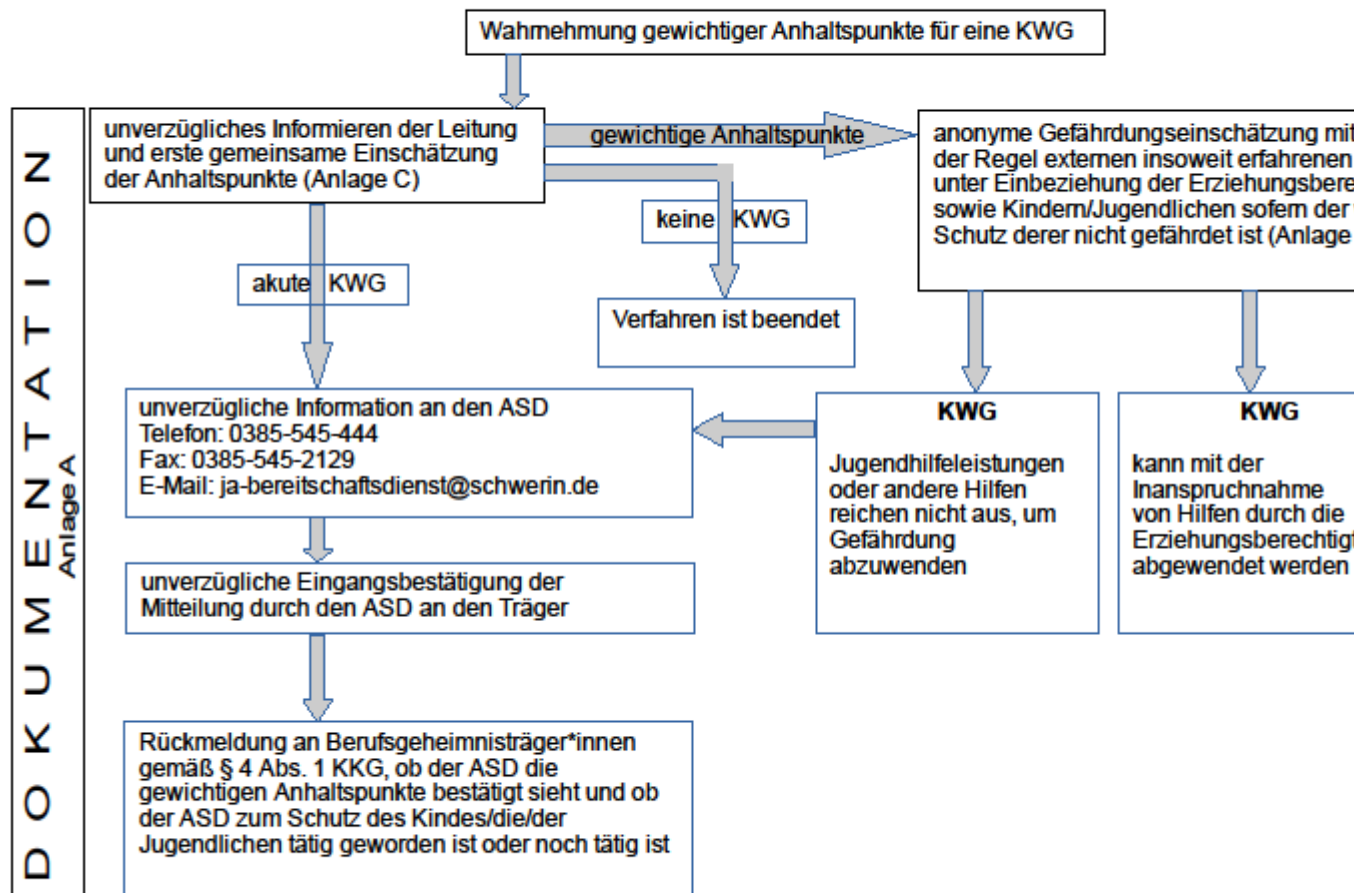 Wahrnehmung gewichtiger Anhaltspunkte für eine KWG
DOKUMENTATION
Anlage A
unverzügliches Informieren der Leitung
und erste gemeinsame Einschätzung
der Anhaltspunkte (Anlage C)
gewichtige Anhaltspunkte
anonyme Gefährdungseinschätzung mit
der Regel externen insoweit erfahrenen
unter Einbeziehung der Erziehungsbere
sowie Kindern/Jugendlichen sofern der
Schutz derer nicht gefährdet ist (Anlage
keine KWG
akute KWG
Verfahren ist beendet
unverzügliche Information an den ASD
Telefon: 0385-545-444
Fax: 0385-545-2129
E-Mail: ja-bereitschaftsdienst@schwerin.de
KWG
Jugendhilfeleistungen
oder andere Hilfen
reichen nicht aus, um
Gefährdung
abzuwenden
KWG
kann mit der
Inanspruchnahme
von Hilfen durch die
Erziehungsberechtigt
abgewendet werden
unverzügliche Eingangsbestätigung der
Mitteilung durch den ASD an den Träger
Rückmeldung an Berufsgeheimnisträger*innen
gemäß § 4 Abs. 1 KKG, ob der ASD die
gewichtigen Anhaltspunkte bestätigt sieht und ob
der ASD zum Schutz des Kindes/die/der
Jugendlichen tätig geworden ist oder noch tätig ist